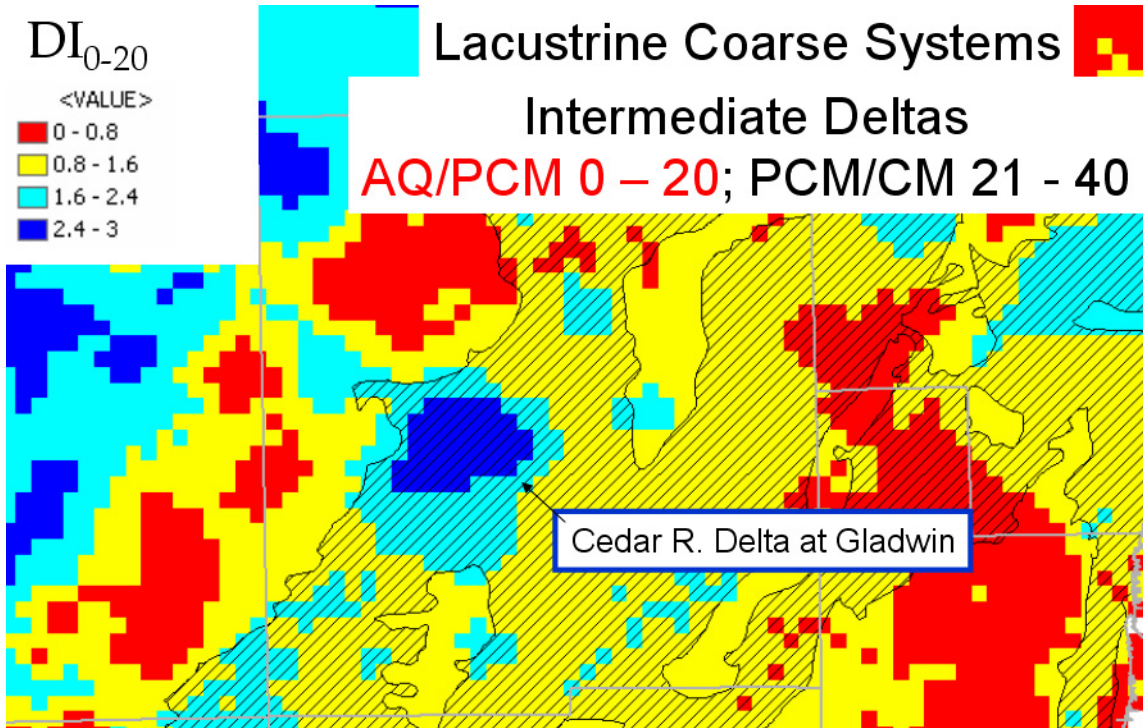 DI0-20
<VALUE>
0 - 0.8
0.8 - 1.6
1.6 - 2.4
2.4 - 3
Lacustrine Coarse Systems
Intermediate Deltas
AQ/PCM 0 – 20; PCM/CM 21 - 40
Cedar R. Delta at Gladwin